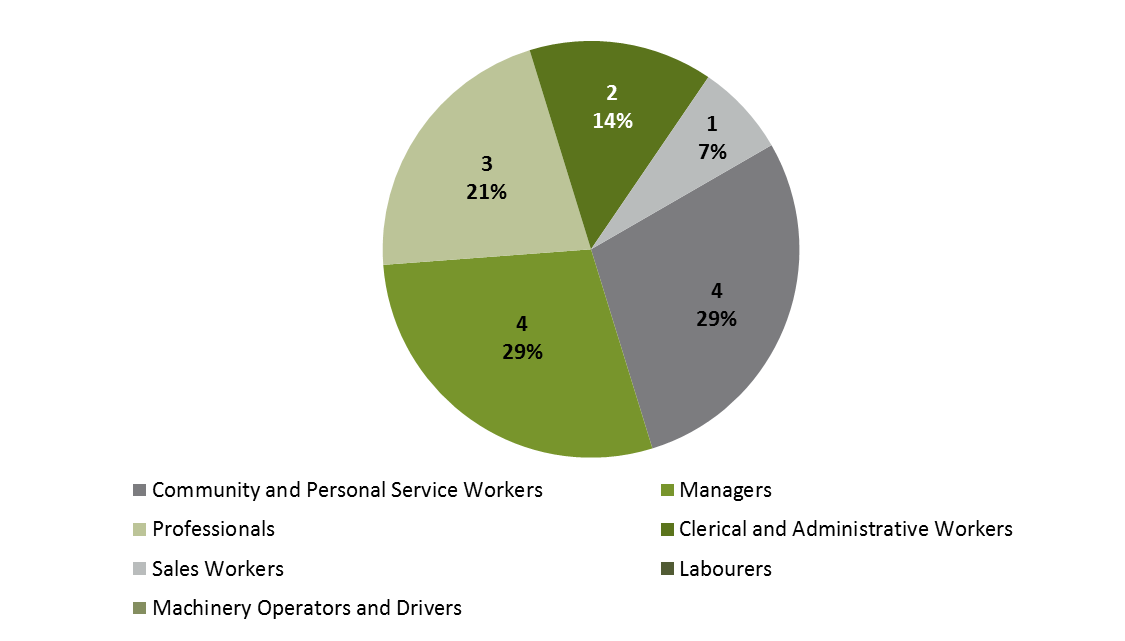 2
14%
1
7%
3
21%
4
29%
4
29%
Community and Personal Service Workers
Managers
Professionals
Clerical and Administrative Workers
Sales Workers
Labourers
Machinery Operators and Drivers